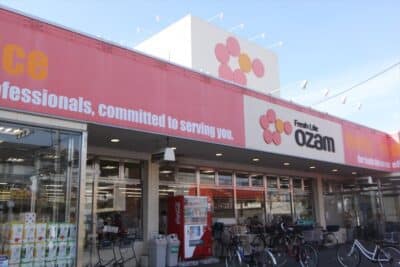 ce
ofessionals, committed to serving you.
Fresh Life
OZAM